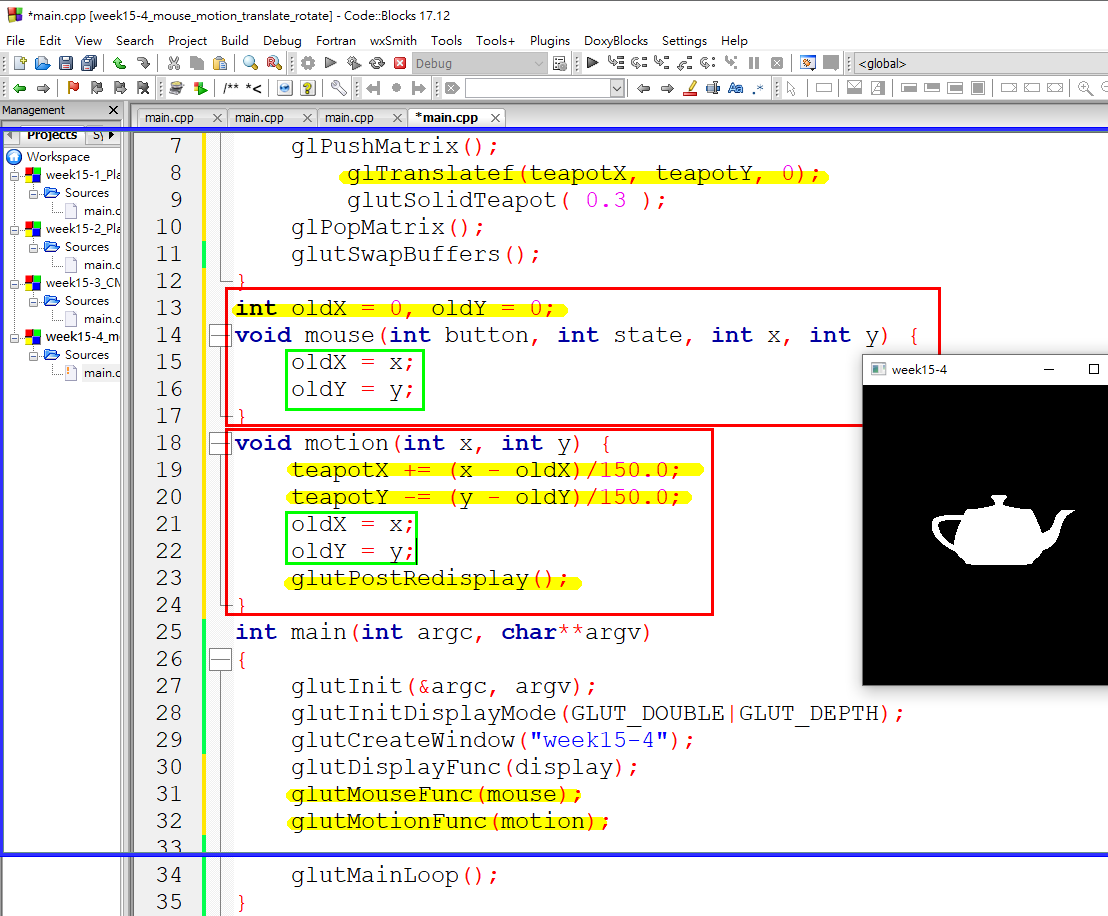 *main.cpp [week15-4_mouse_motion_translate_rotate] - Code::Blocks 17.12
File Edit View Search Project Build Debug Fortran wxSmith Tools Tools+ Plugins DoxyBlocks Settings Help
Debug <global>
/** *<
Management
main.cpp main.cpp main.cpp *main.cpp
Projects Sy
Workspace
week15-1_Pla
Sources
main.c
week15-2_Pla
Sources
main.c
week15-3_CM
Sources
main.c
week15-4_m
Sources
main.c
7 glPushMatrix();
8 glTranslatef(teapotX, teapotY, 0);
9 glutSolidTeapot( 0.3 );
10 glPopMatrix();
11 glutSwapBuffers();
12 }
13 int oldX = 0, oldY = 0;
14 void mouse(int button, int state, int x, int y) {
15 oldX = x;
16 oldY = y;
17 }
18 void motion(int x, int y) {
19 teapotX += (x - oldX)/150.0;
20 teapotY -= (y - oldY)/150.0;
21 oldX = x;
22 oldY = y;
23 glutPostRedisplay();
24 }
25 int main(int argc, char**argv)
26 {
27 glutInit(&argc, argv);
28 glutInitDisplayMode(GLUT_DOUBLE|GLUT_DEPTH);
29 glutCreateWindow("week15-4");
30 glutDisplayFunc(display);
31 glutMouseFunc(mouse);
32 glutMotionFunc(motion);
33
34 glutMainLoop();
35 }
week15-4